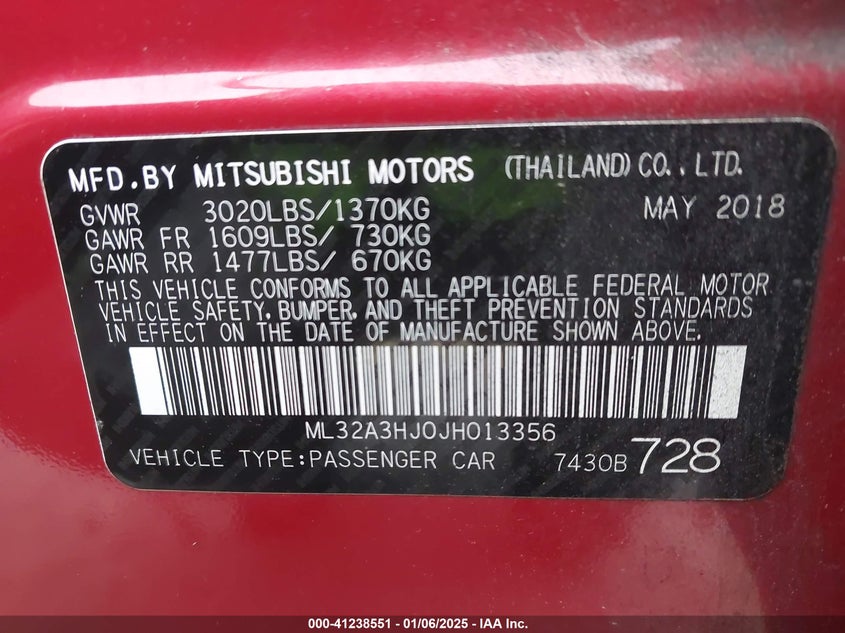 MFD.BY MITSUBISHI MOTORS (THAILAND) CO., LTD.
GVWR 3020LBS/1370KG MAY 2018
GAWR FR 1609LBS/ 730KG
GAWR RR 1477LBS/ 670KG
THIS VEHICLE CONFORMS TO ALL APPLICABLE FEDERAL MOTOR
VEHICLE SAFETY, BUMPER, AND THEFT PREVENTION STANDARDS
IN EFFECT ON THE DATE OF MANUFACTURE SHOWN ABOVE.
ML32A3HJ0JH013356
VEHICLE TYPE:PASSENGER CAR 7430B 728
000-41238551 - 01/06/2025 - IAA Inc.